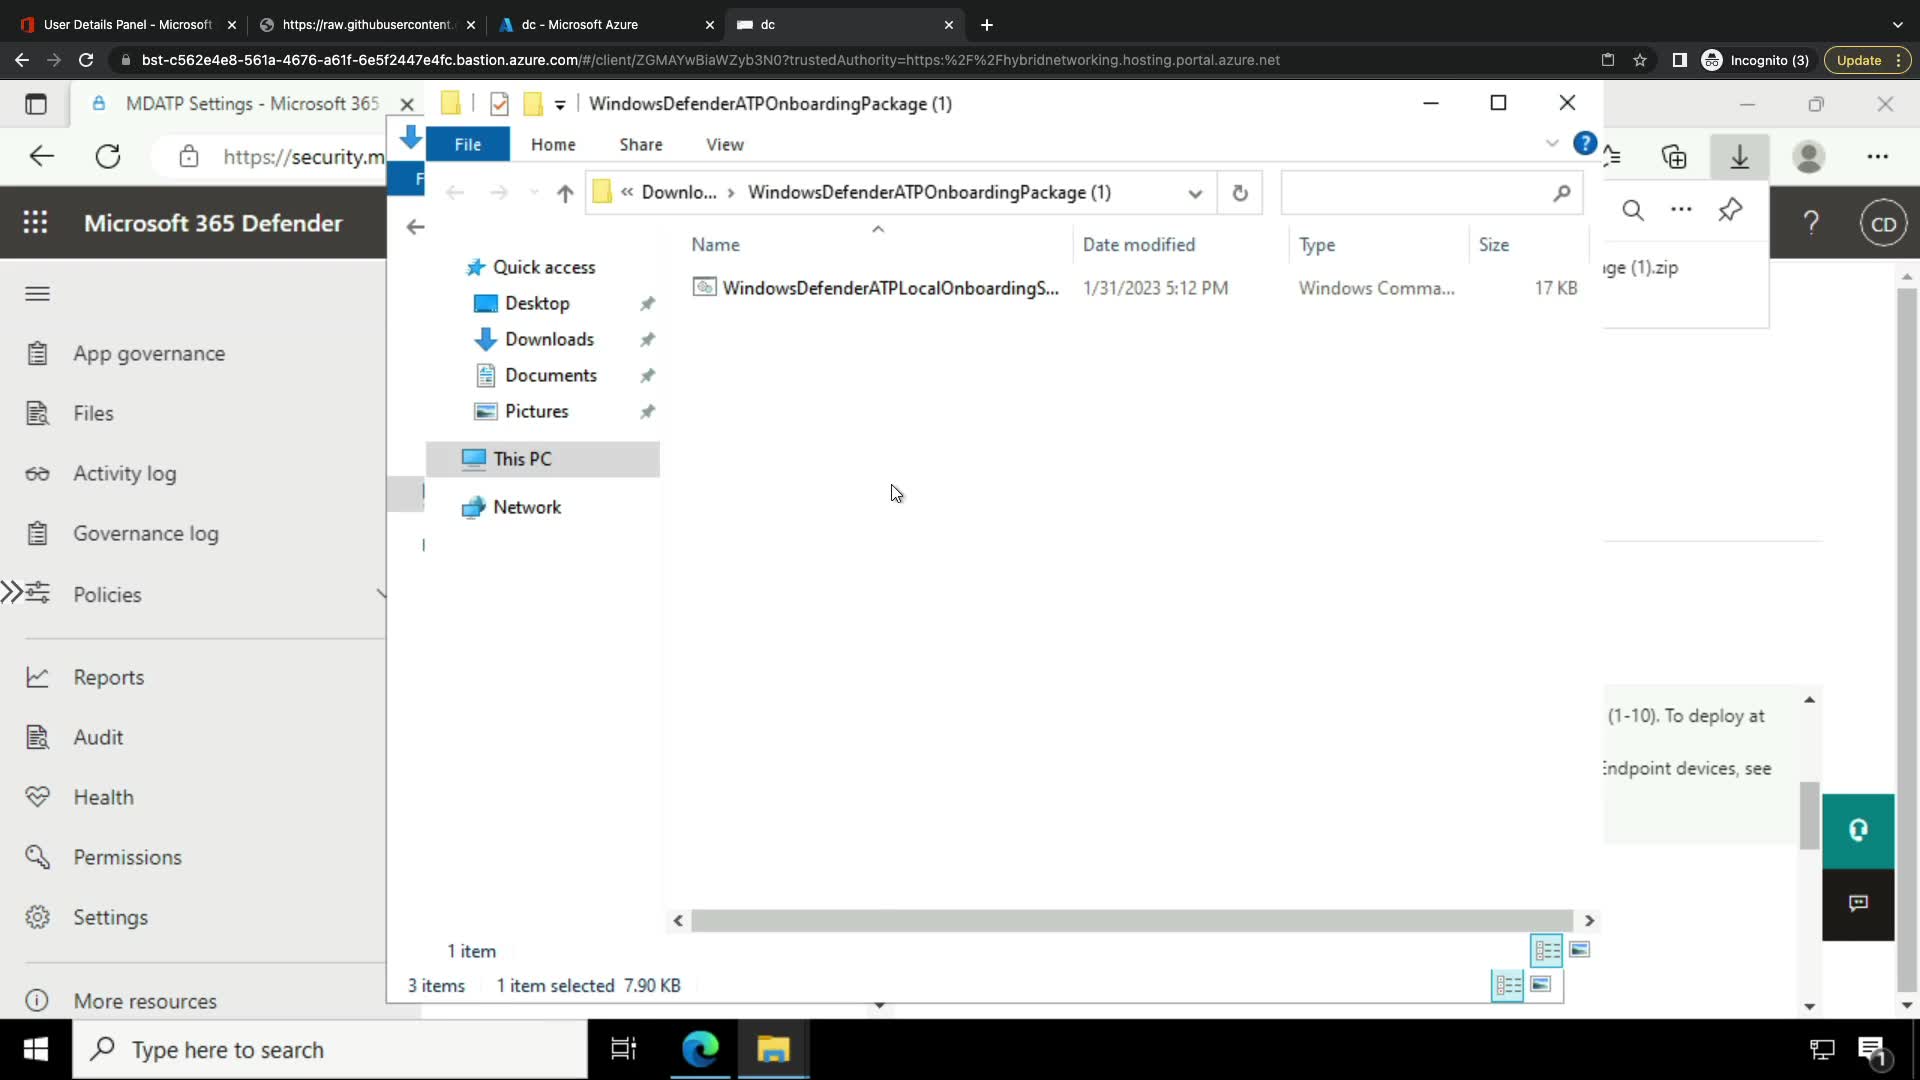 User Details Panel - Microsoft
https://raw.githubusercontent.
dc - Microsoft Azure
dc
bst-c562e4e8-561a-4676-a61f-6e5f2447e4fc.bastion.azure.com/#/client/ZGMAYwBiaWZyb3N0?trustedAuthority=https:%2F%2Fhybridnetworking.hosting.portal.azure.net
Incognito (3)
Update
MDATP Settings - Microsoft 365
WindowsDefenderATPOnboardingPackage (1)
https://security.m
File
Home
Share
View
F
« Downlo... › WindowsDefenderATPOnboardingPackage (1)
Microsoft 365 Defender
CD
Name
Date modified
Type
Size
WindowsDefenderATPLocalOnboardingS...
1/31/2023 5:12 PM
Windows Comma...
17 KB
ge (1).zip
Quick access
Desktop
Downloads
Documents
Pictures
This PC
Network
App governance
Files
Activity log
Governance log
Policies
Reports
Audit
Health
Permissions
Settings
More resources
(1-10). To deploy at
Endpoint devices, see
1 item
3 items
1 item selected 7.90 KB
Type here to search
1